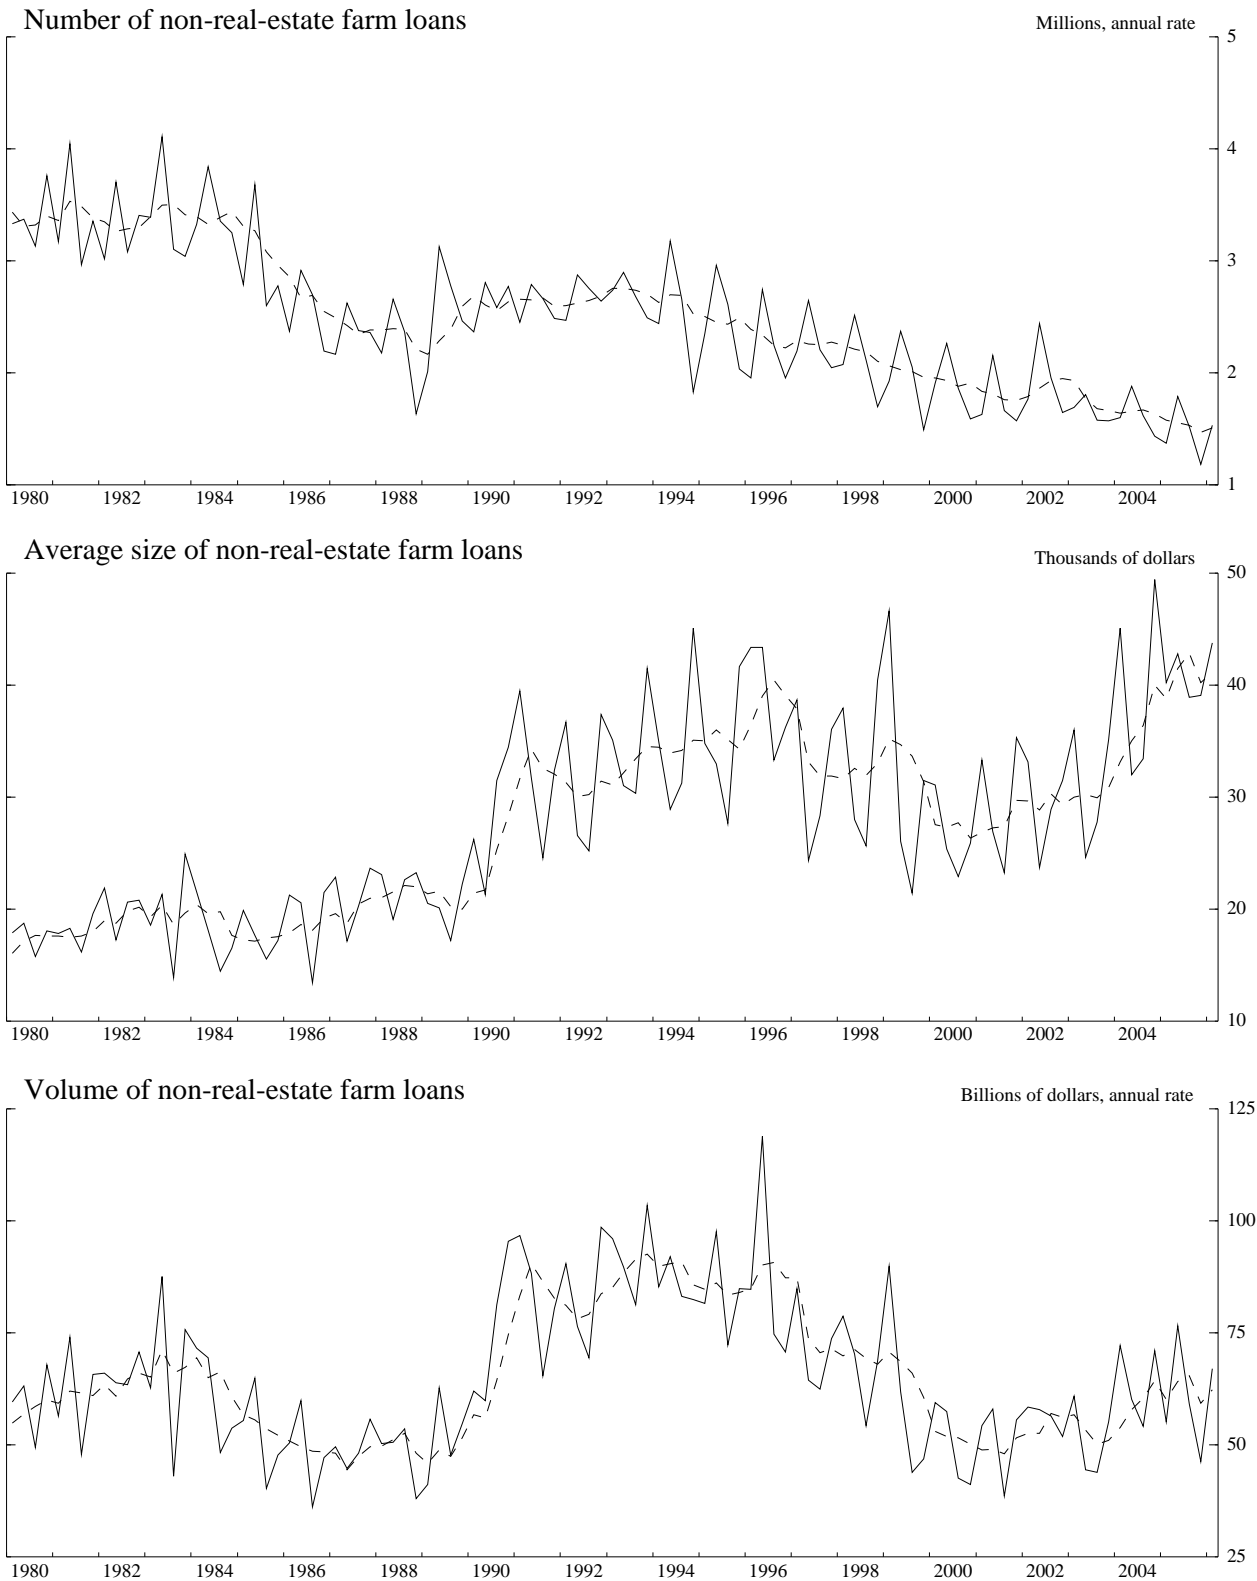 Number of non-real-estate farm loans
Millions, annual rate
5
4
3
2
1
1980 1982 1984 1986 1988 1990 1992 1994 1996 1998 2000 2002 2004
Average size of non-real-estate farm loans
Thousands of dollars
50
40
30
20
10
1980 1982 1984 1986 1988 1990 1992 1994 1996 1998 2000 2002 2004
Volume of non-real-estate farm loans
Billions of dollars, annual rate
125
100
75
50
25
1980 1982 1984 1986 1988 1990 1992 1994 1996 1998 2000 2002 2004